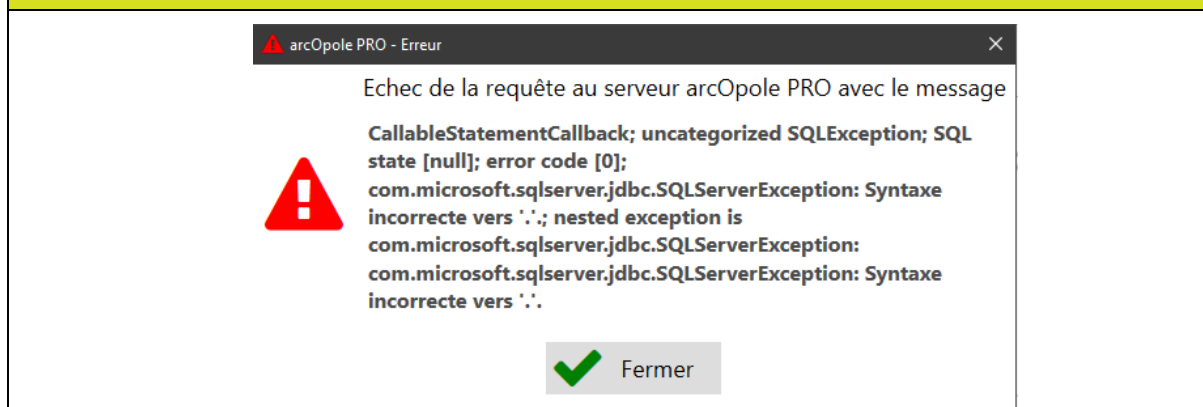 arcOpole PRO - Erreur
Echec de la requête au serveur arcOpole PRO avec le message
CallableStatementCallback; uncategorized SQLException; SQL
state [null]; error code [0];
com.microsoft.sqlserver.jdbc.SQLServerException: Syntaxe
incorrecte vers '.'.; nested exception is
com.microsoft.sqlserver.jdbc.SQLServerException:
com.microsoft.sqlserver.jdbc.SQLServerException: Syntaxe
incorrecte vers '.'.
Fermer